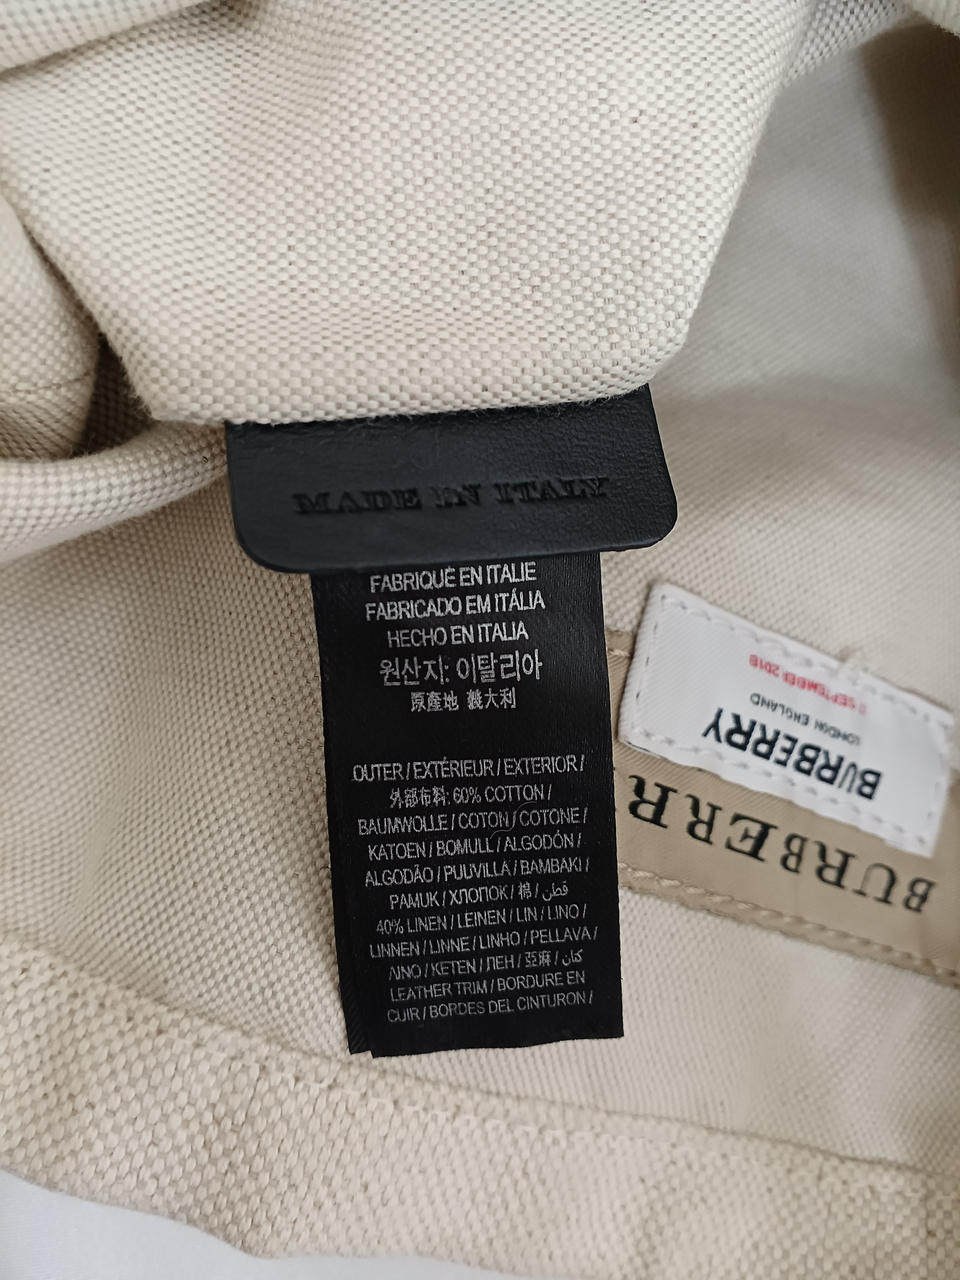 MADE IN ITALY
FABRIQUÉ EN ITALIE
FABRICADO EM ITÁLIA
HECHO EN ITALIA
원산지: 이탈리아
原產地 義大利
OUTER / EXTÉRIEUR / EXTERIOR /
外部布料: 60% COTTON /
BAUMWOLLE / COTON / COTONE /
KATOEN / BOMULL / ALGODÓN /
ALGODÃO / PUUVILLA / BAMBAKI /
PAMUK / ХЛОПОК / 棉 / قطن /
40% LINEN / LEINEN / LIN / LINO /
LINNEN / LINNE / LINHO / PELLAVA /
ΛΙΝΟ / KETEN / ЛЕН / 亞麻 / كتان /
LEATHER TRIM / BORDURE EN
CUIR / BORDES DEL CINTURON /
BURBERRY
LONDON ENGLAND
SEPTEMBER 2018
BURBERR